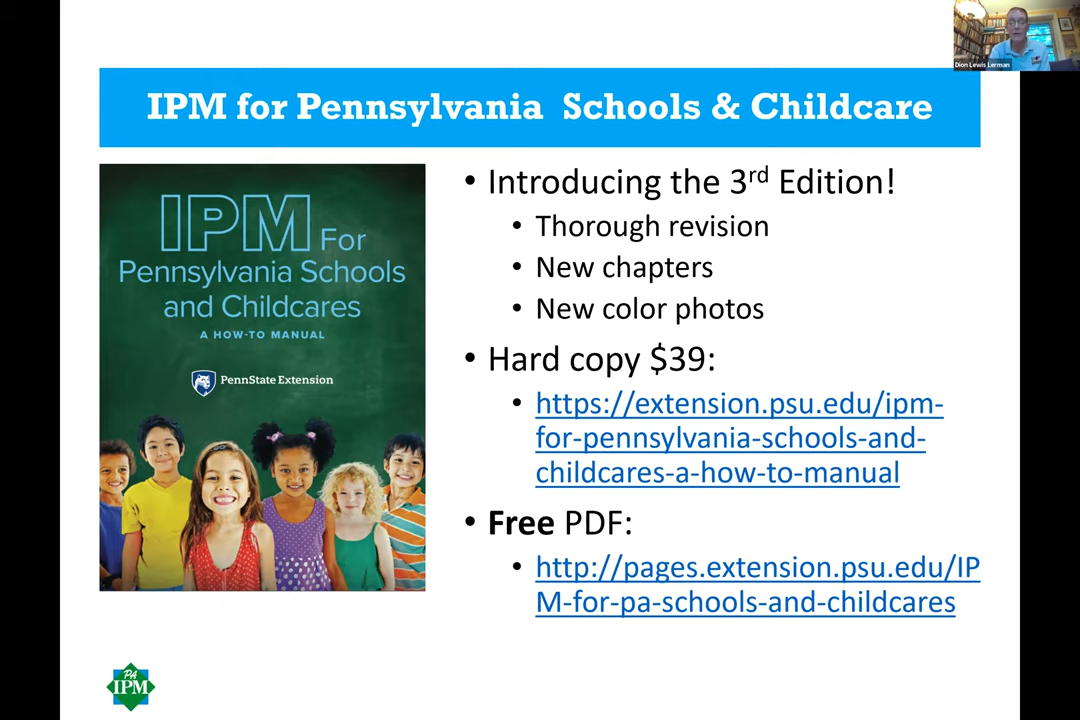 Dion Lewis Lerman
IPM for Pennsylvania Schools & Childcare
IPM For
Pennsylvania Schools
and Childcares
A HOW-TO MANUAL
PennState Extension
• Introducing the 3rd Edition!
• Thorough revision
• New chapters
• New color photos
• Hard copy $39:
• https://extension.psu.edu/ipm-
for-pennsylvania-schools-and-
childcares-a-how-to-manual
• Free PDF:
• http://pages.extension.psu.edu/IP
M-for-pa-schools-and-childcares
PA
IPM